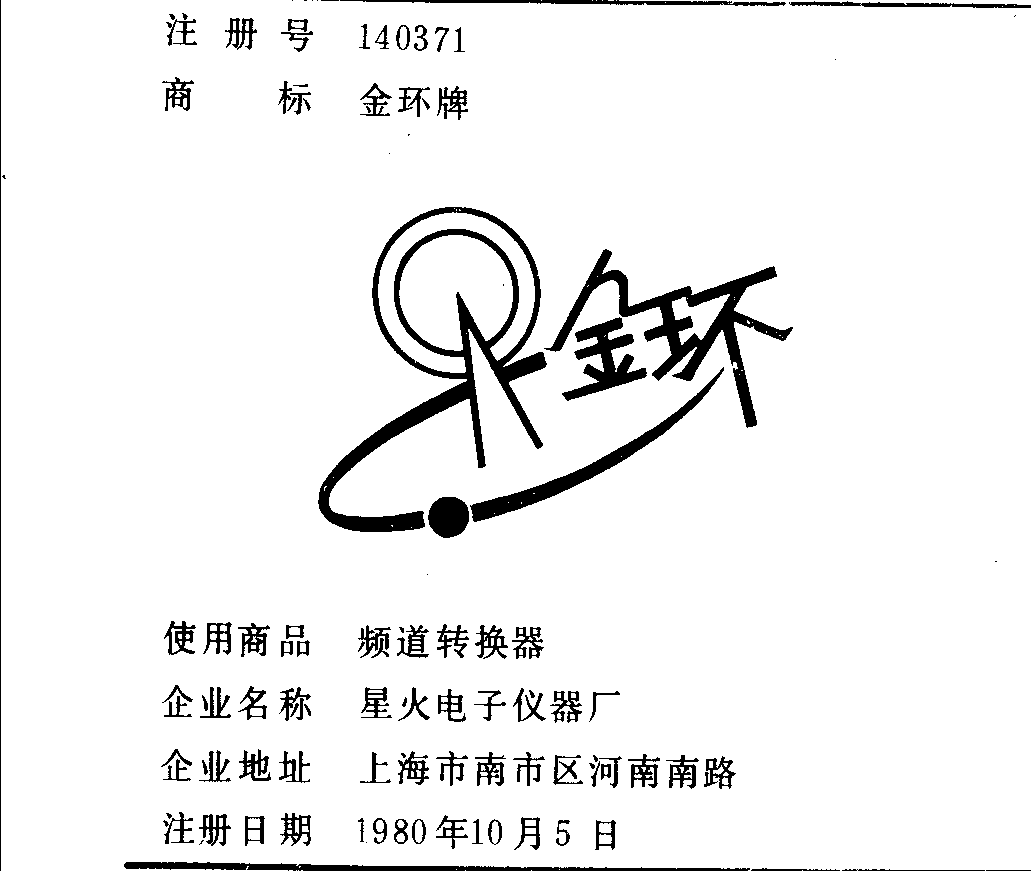 注册号 140371
商标 金环牌
金环
使用商品 频道转换器
企业名称 星火电子仪器厂
企业地址 上海市南市区河南南路
注册日期 1980年10月5日